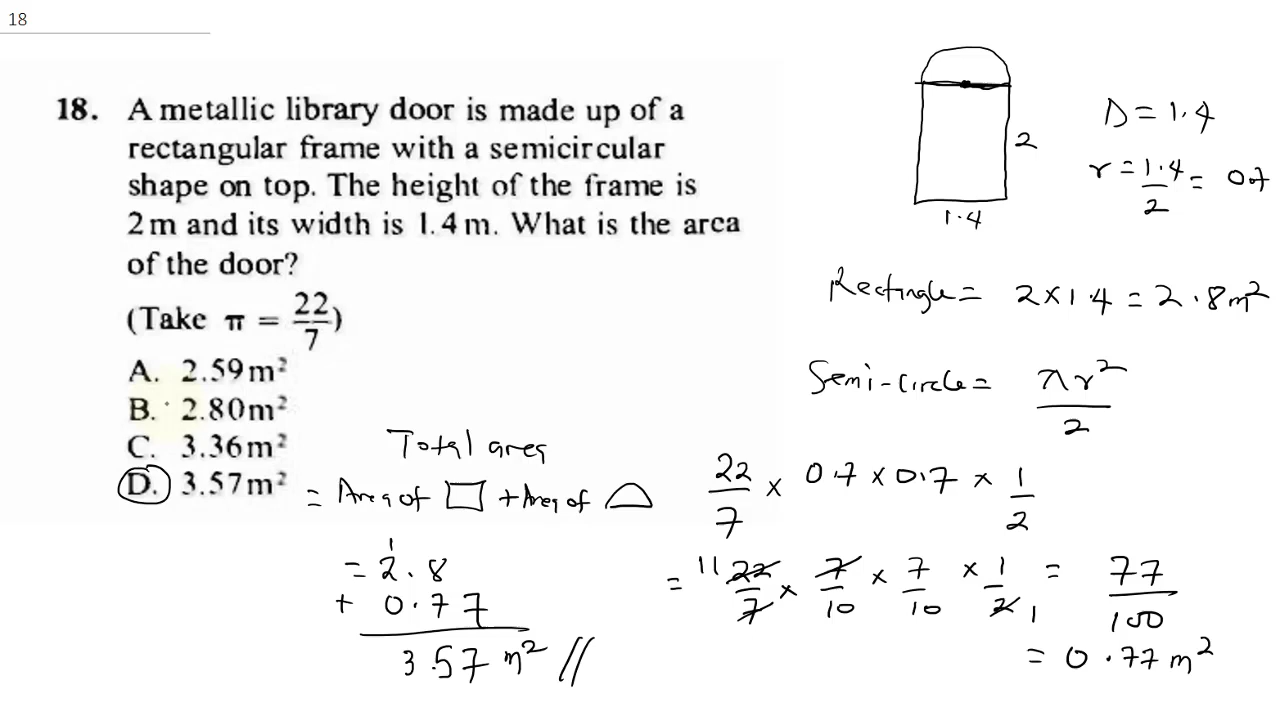 18
18. A metallic library door is made up of a
rectangular frame with a semicircular
shape on top. The height of the frame is
2 m and its width is 1.4 m. What is the area
of the door?
(Take π = 22/7)
A. 2.59 m²
B. 2.80 m²
C. 3.36 m²
D. 3.57 m²
2
1.4
D = 1.4
r = 1.4/2 = 0.7
Rectangle = 2 × 1.4 = 2.8 m²
Semi-circle = πr²/2
22/7 × 0.7 × 0.7 × 1/2
= 11 22/7 × 7/10 × 7/10 × 1/2 1 = 77/100
= 0.77 m²
Total area
= Area of + Area of
1
= 2.8
+ 0.77
3.57 m² //